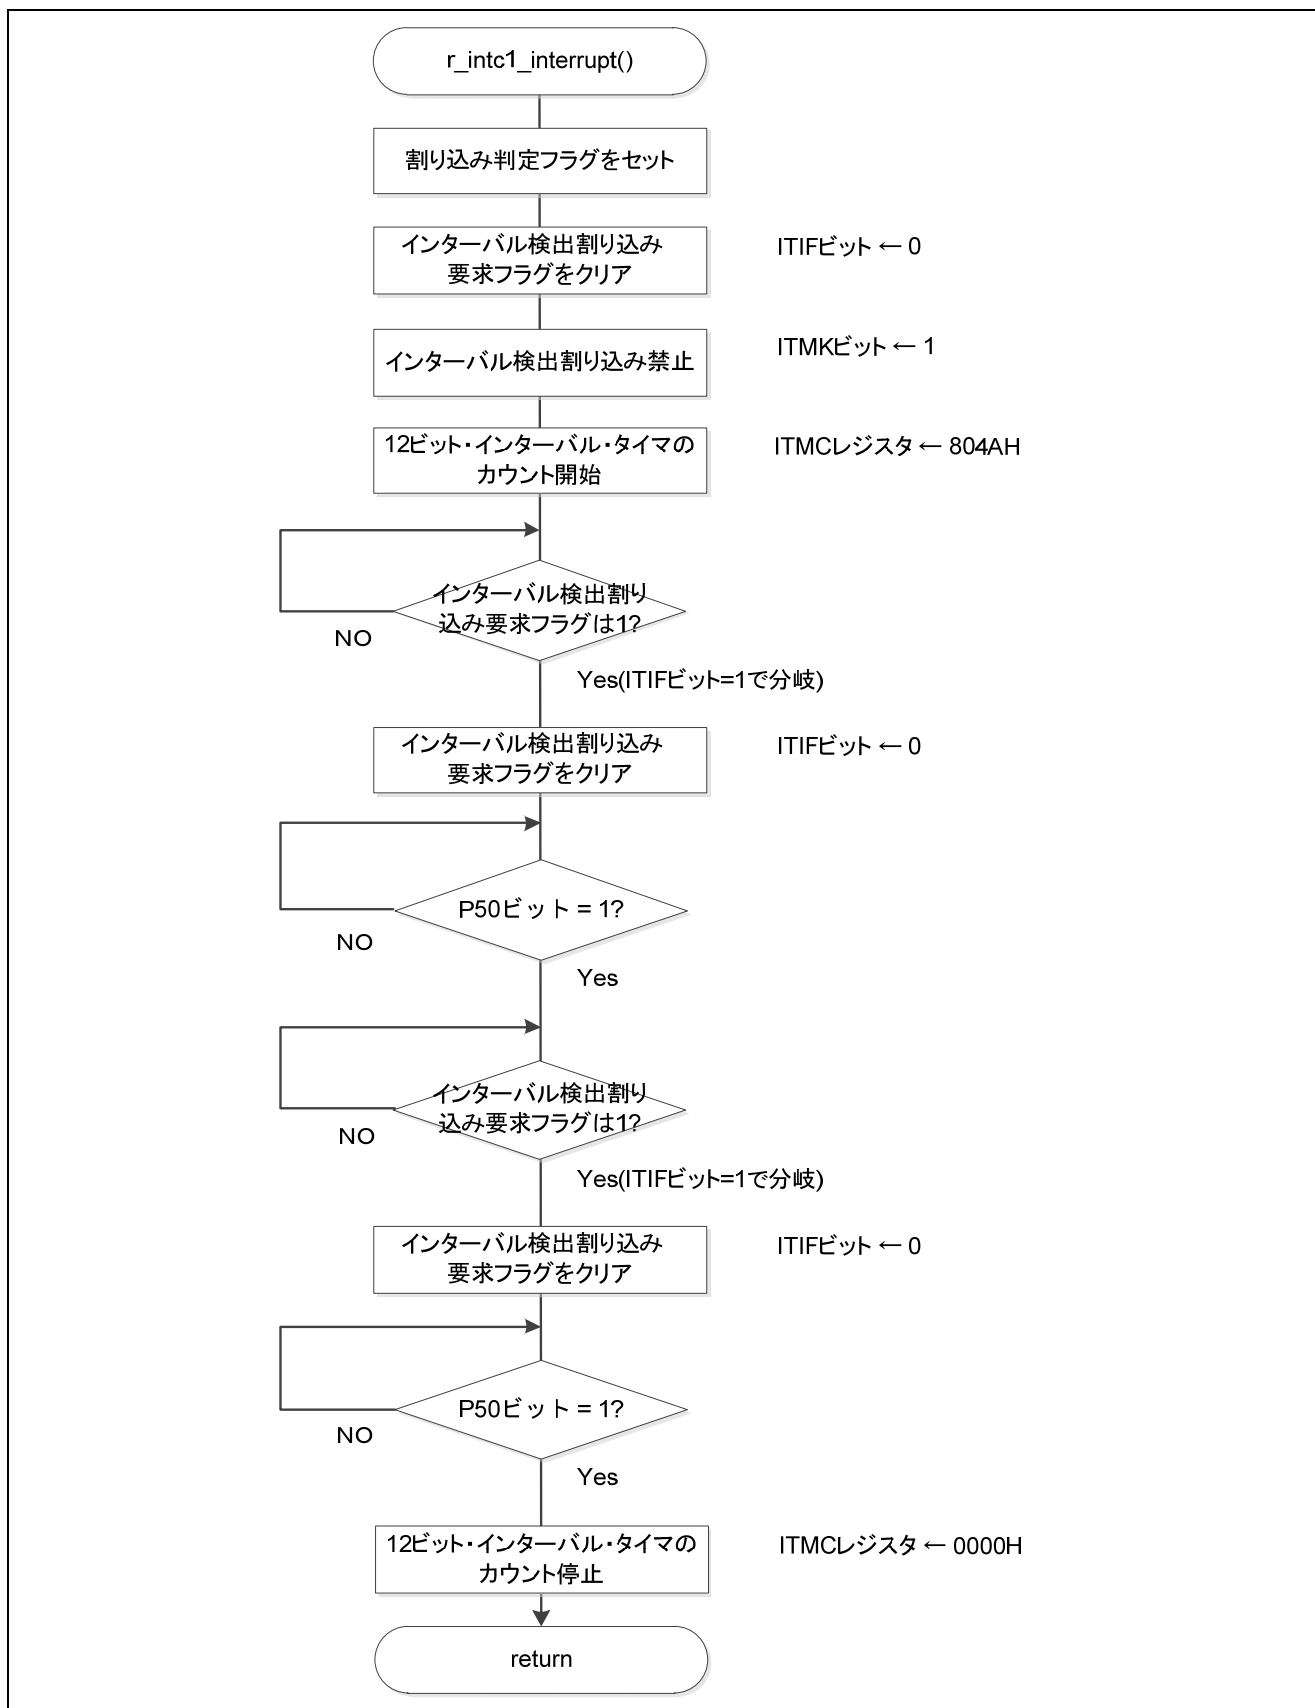 r_intc1_interrupt()
割り込み判定フラグをセット
インターバル検出割り込み
要求フラグをクリア
ITIFビット ← 0
インターバル検出割り込み禁止
ITMKビット ← 1
12ビット・インターバル・タイマの
カウント開始
ITMCレジスタ ← 804AH
インターバル検出割り
込み要求フラグは1?
NO
Yes(ITIFビット=1で分岐)
インターバル検出割り込み
要求フラグをクリア
ITIFビット ← 0
P50ビット = 1?
NO
Yes
インターバル検出割り
込み要求フラグは1?
NO
Yes(ITIFビット=1で分岐)
インターバル検出割り込み
要求フラグをクリア
ITIFビット ← 0
P50ビット = 1?
NO
Yes
12ビット・インターバル・タイマの
カウント停止
ITMCレジスタ ← 0000H
return